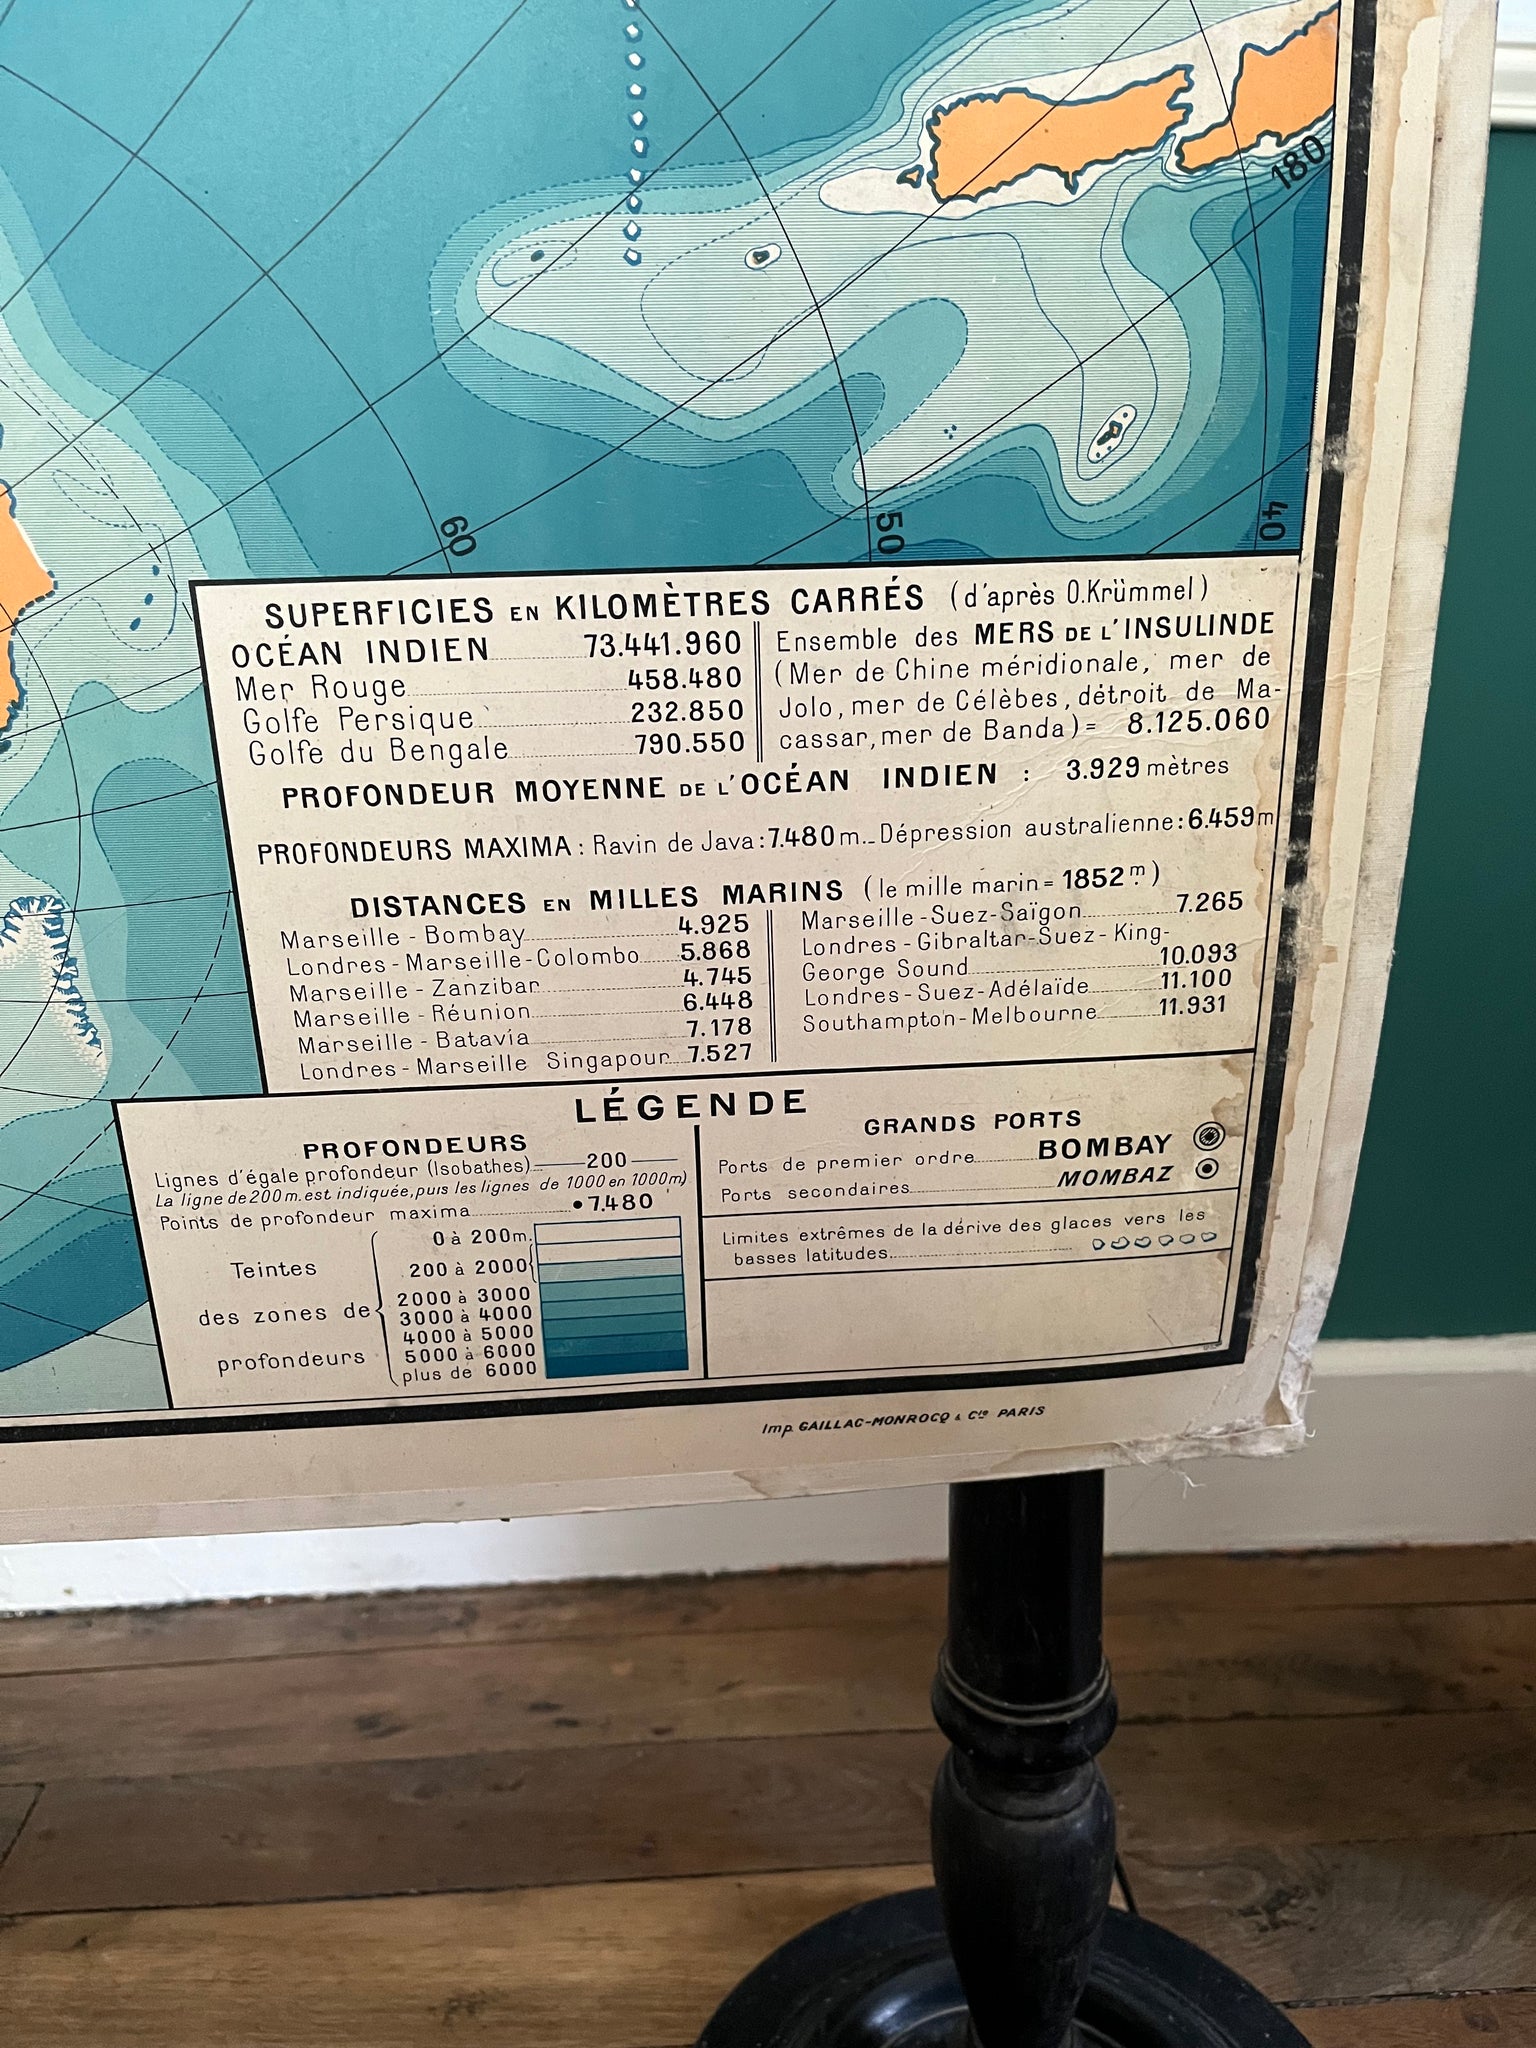 180
60
50
40
SUPERFICIES EN KILOMÈTRES CARRÉS (d'après O.Krümmel)
OCÉAN INDIEN 73.441.960
Mer Rouge 458.480
Golfe Persique 232.850
Golfe du Bengale 790.550
Ensemble des MERS DE L'INSULINDE
(Mer de Chine méridionale, mer de
Jolo, mer de Célèbes, détroit de Ma-
cassar, mer de Banda) = 8.125.060
PROFONDEUR MOYENNE DE L'OCÉAN INDIEN : 3.929 mètres
PROFONDEURS MAXIMA : Ravin de Java : 7.480 m._ Dépression australienne : 6.459 m
DISTANCES EN MILLES MARINS (le mille marin = 1852 m.)
Marseille - Bombay 4.925
Londres - Marseille - Colombo 5.868
Marseille - Zanzibar 4.745
Marseille - Réunion 6.448
Marseille - Batavia 7.178
Londres - Marseille Singapour 7.527
Marseille - Suez - Saïgon 7.265
Londres - Gibraltar - Suez - King-
George Sound 10.093
Londres - Suez - Adélaïde 11.100
Southampton - Melbourne 11.931
LÉGENDE
PROFONDEURS
Lignes d'égale profondeur (Isobathes) 200
La ligne de 200 m. est indiquée, puis les lignes de 1000 en 1000 m)
Points de profondeur maxima • 7.480
Teintes
des zones de
profondeurs
0 à 200 m.
200 à 2000
2000 à 3000
3000 à 4000
4000 à 5000
5000 à 6000
plus de 6000
GRANDS PORTS
Ports de premier ordre BOMBAY
Ports secondaires MOMBAZ
Limites extrêmes de la dérive des glaces vers les
basses latitudes
Imp. GAILLAC-MONROCQ & Cie PARIS